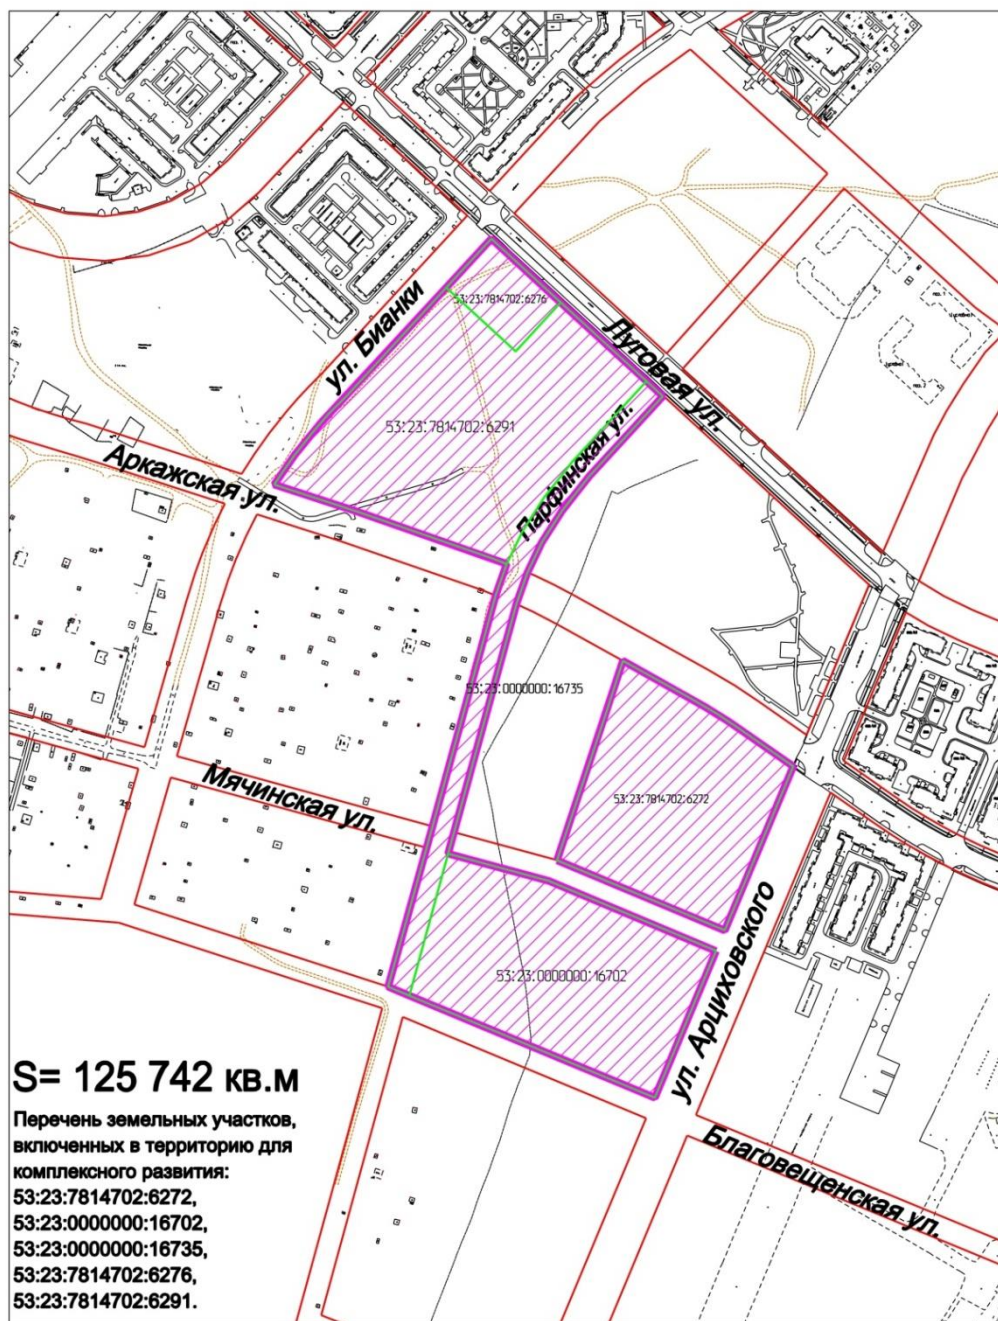 53:23:7814702:6276
ул. Бианки
Луговая ул.
53:23:7814702:6291
Парфинская ул.
Аркажская ул.
53:23:0000000:16735
Мячинская ул.
53:23:7814702:6272
53:23:0000000:16702
ул. Арциховского
Благовещенская ул.
S= 125 742 кв.м
Перечень земельных участков,
включенных в территорию для
комплексного развития:
53:23:7814702:6272,
53:23:0000000:16702,
53:23:0000000:16735,
53:23:7814702:6276,
53:23:7814702:6291.